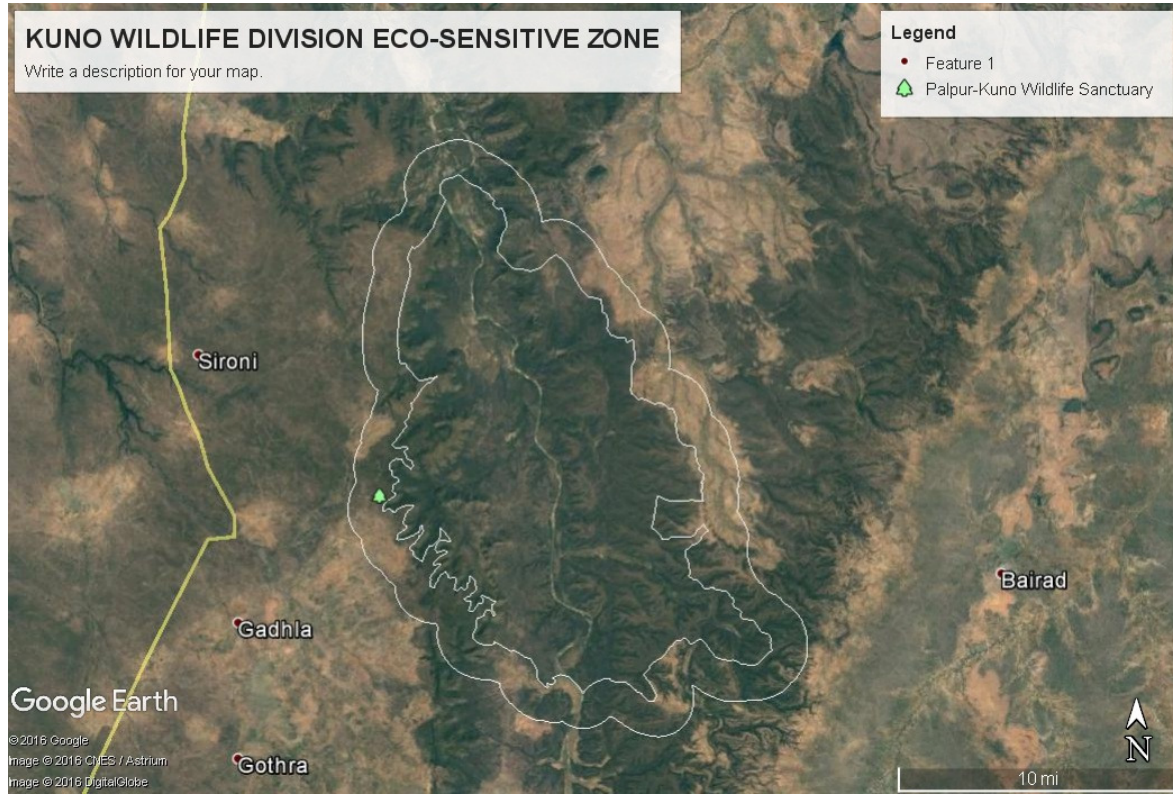 KUNO WILDLIFE DIVISION ECO-SENSITIVE ZONE
Write a description for your map.
Legend
Feature 1
Palpur-Kuno Wildlife Sanctuary
Sironi
Bairad
Gadhla
Gothra
Google Earth
©2016 Google
Image © 2016 CNES / Astrium
Image © 2016 DigitalGlobe
N
10 mi